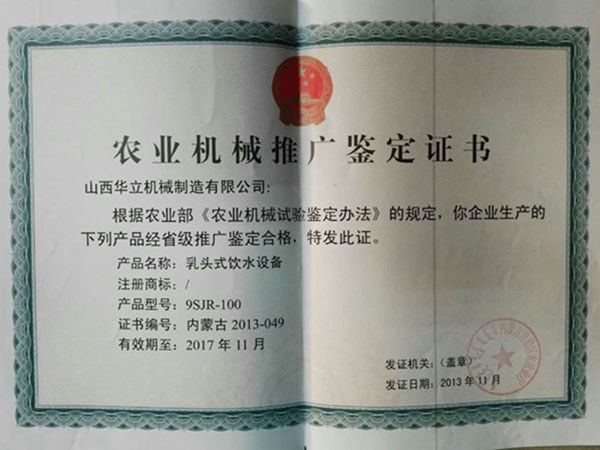 农业机械推广鉴定证书
山西华立机械制造有限公司：
根据农业部《农业机械试验鉴定办法》的规定，你企业生产的
下列产品经省级推广鉴定合格，特发此证。
产品名称：乳头式饮水设备
注册商标：/
产品型号：9SJR-100
证书编号：内蒙古 2013-049
有效期至：2017 年 11 月
发证机关：（盖章）
发证日期：2013 年 11 月